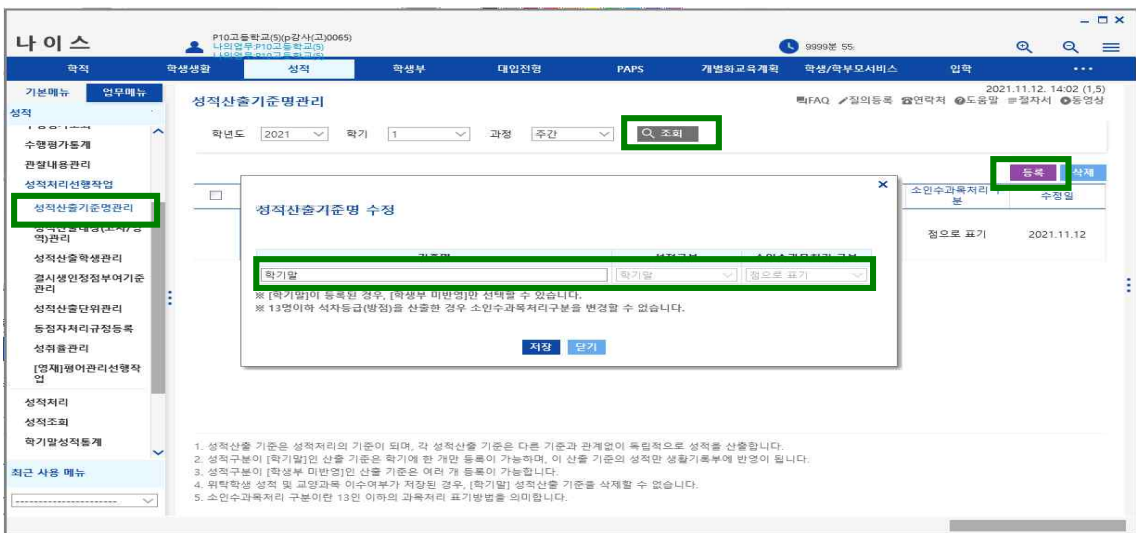 P10고등학교(5)(p강사(고)0065)
나이스
나의업무:P10고등학교(5)
9999분 55:
학적 학생생활 성적 학생부 대입전형 PAPS 개별화교육계획 학생/학부모서비스 입학 •••
기본메뉴 업무메뉴
2021.11.12. 14:02 (1,5)
성적산출기준명관리
FAQ 질의등록 연락처 도움말 절차서 동영상
성적
학년도 2021 학기 1 과정 주간 조회
수행평가통계
관찰내용관리
등록 삭제
성적처리선행작업
소인수과목처리구분 수정일
성적산출기준명관리
성적산출기준명 수정
역)관리
점으로 표기 2021.11.12
성적산출학생관리
학기말 학기말 점으로 표기
결시생인정점부여기준
관리
※ [학기말]이 등록된 경우, [학생부 미반영]만 선택할 수 있습니다.
※ 13명이하 석차등급(방점)을 산출한 경우 소인수과목처리구분을 변경할 수 없습니다.
성적산출단위관리
동점자처리규정등록
성취율관리
저장 닫기
[영재]평어관리선행작
업
성적처리
성적조회
학기말성적통계
1. 성적산출 기준은 성적처리의 기준이 되며, 각 성적산출 기준은 다른 기준과 관계없이 독립적으로 성적을 산출합니다.
2. 성적구분이 [학기말]인 산출 기준은 학기에 한 개만 등록이 가능하며, 이 산출 기준의 성적만 생활기록부에 반영이 됩니다.
3. 성적구분이 [학생부 미반영]인 산출 기준은 여러 개 등록이 가능합니다.
최근 사용 메뉴
4. 위탁학생 성적 및 교양과목 이수여부가 저장된 경우, [학기말] 성적산출 기준을 삭제할 수 없습니다.
5. 소인수과목처리 구분이란 13인 이하의 과목처리 표기방법을 의미합니다.